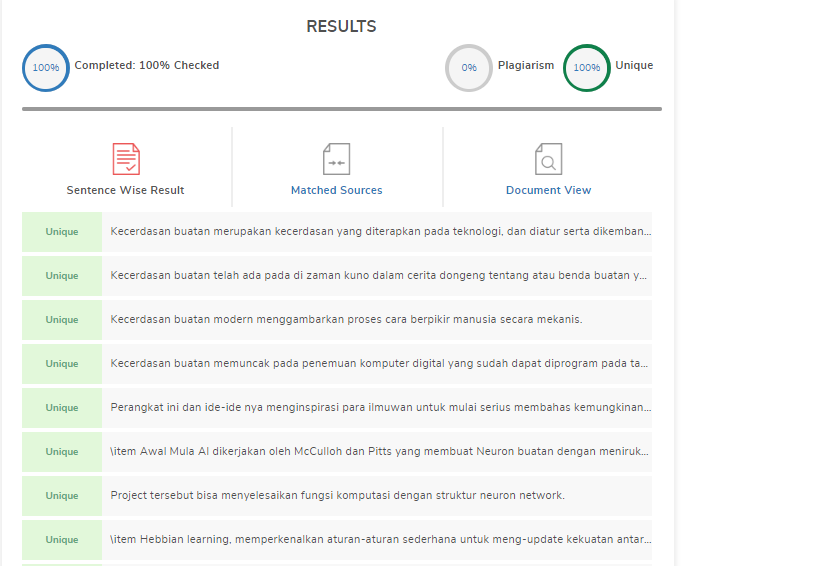 RESULTS
100%
Completed: 100% Checked
0%
Plagiarism
100%
Unique
Sentence Wise Result
Matched Sources
Document View
Unique
Kecerdasan buatan merupakan kecerdasan yang diterapkan pada teknologi, dan diatur serta dikemban...
Unique
Kecerdasan buatan telah ada pada di zaman kuno dalam cerita dongeng tentang atau benda buatan y...
Unique
Kecerdasan buatan modern menggambarkan proses cara berpikir manusia secara mekanis.
Unique
Kecerdasan buatan memuncak pada penemuan komputer digital yang sudah dapat diprogram pada ta...
Unique
Perangkat ini dan ide-ide nya menginspirasi para ilmuwan untuk mulai serius membahas kemungkinan...
Unique
\item Awal Mula AI dikerjakan oleh McCulloh dan Pitts yang membuat Neuron buatan dengan meniruk...
Unique
Project tersebut bisa menyelesaikan fungsi komputasi dengan struktur neuron network.
Unique
\item Hebbian learning, memperkenalkan aturan-aturan sederhana untuk meng-update kekuatan antar...